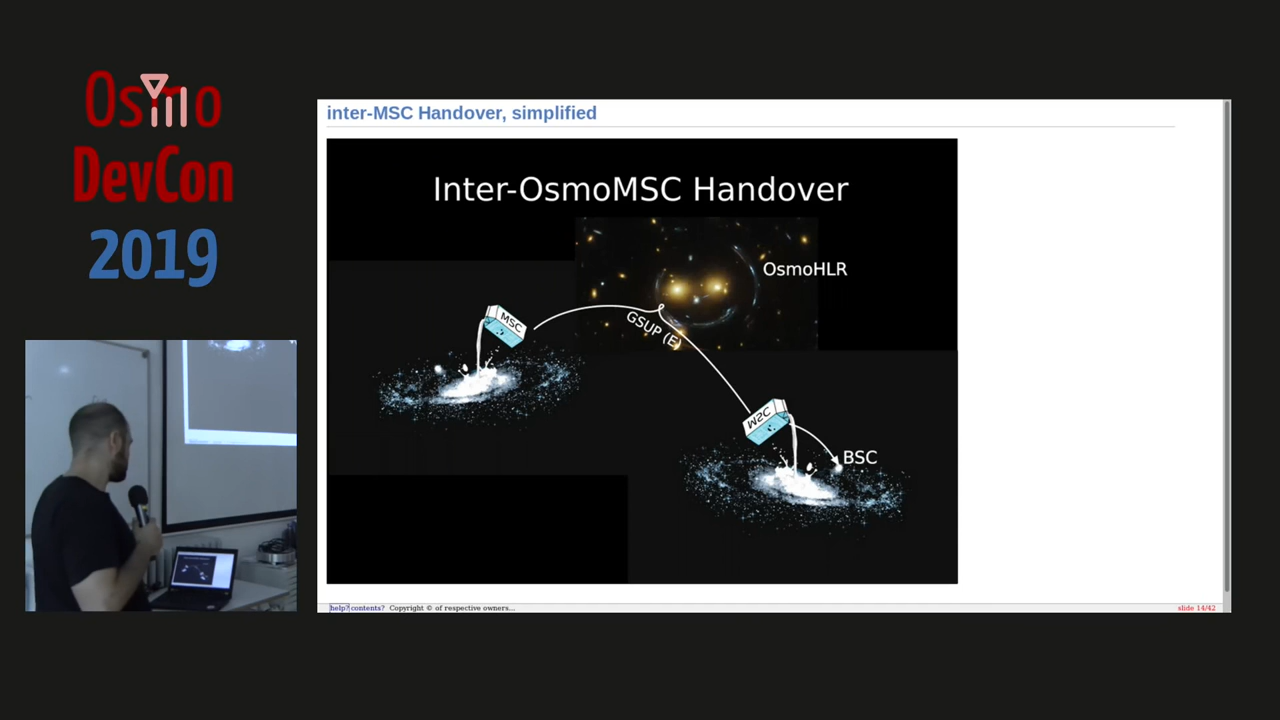 Osmo
DevCon
2019
inter-MSC Handover, simplified
Inter-OsmoMSC Handover
OsmoHLR
MSC
GSUP (E)
MSC
BSC
help? contents? Copyright © of respective owners...
slide 14/42